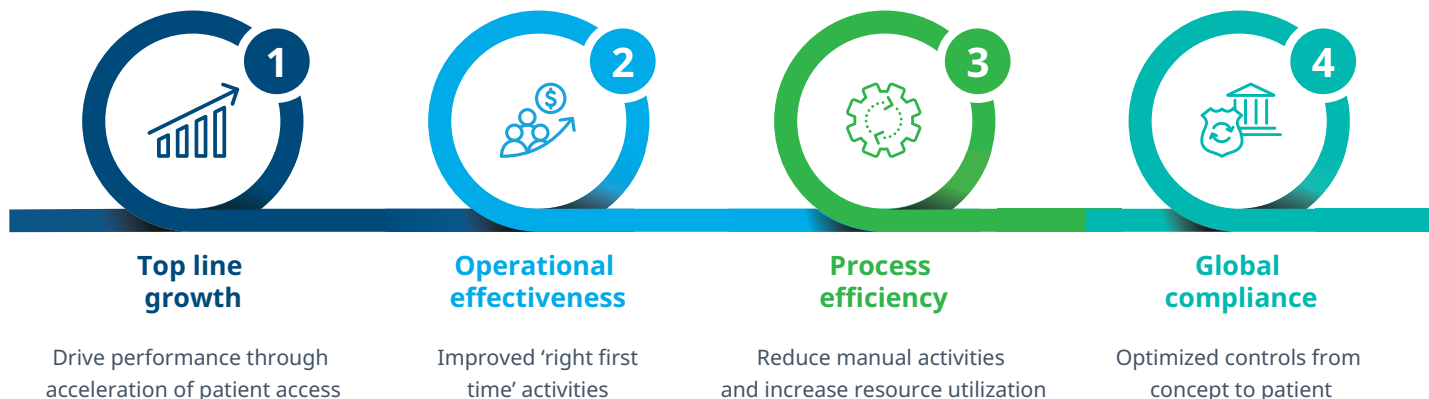 1
Top line
growth
Drive performance through
acceleration of patient access
2
$
Operational
effectiveness
Improved ‘right first
time’ activities
3
Process
efficiency
Reduce manual activities
and increase resource utilization
4
Global
compliance
Optimized controls from
concept to patient